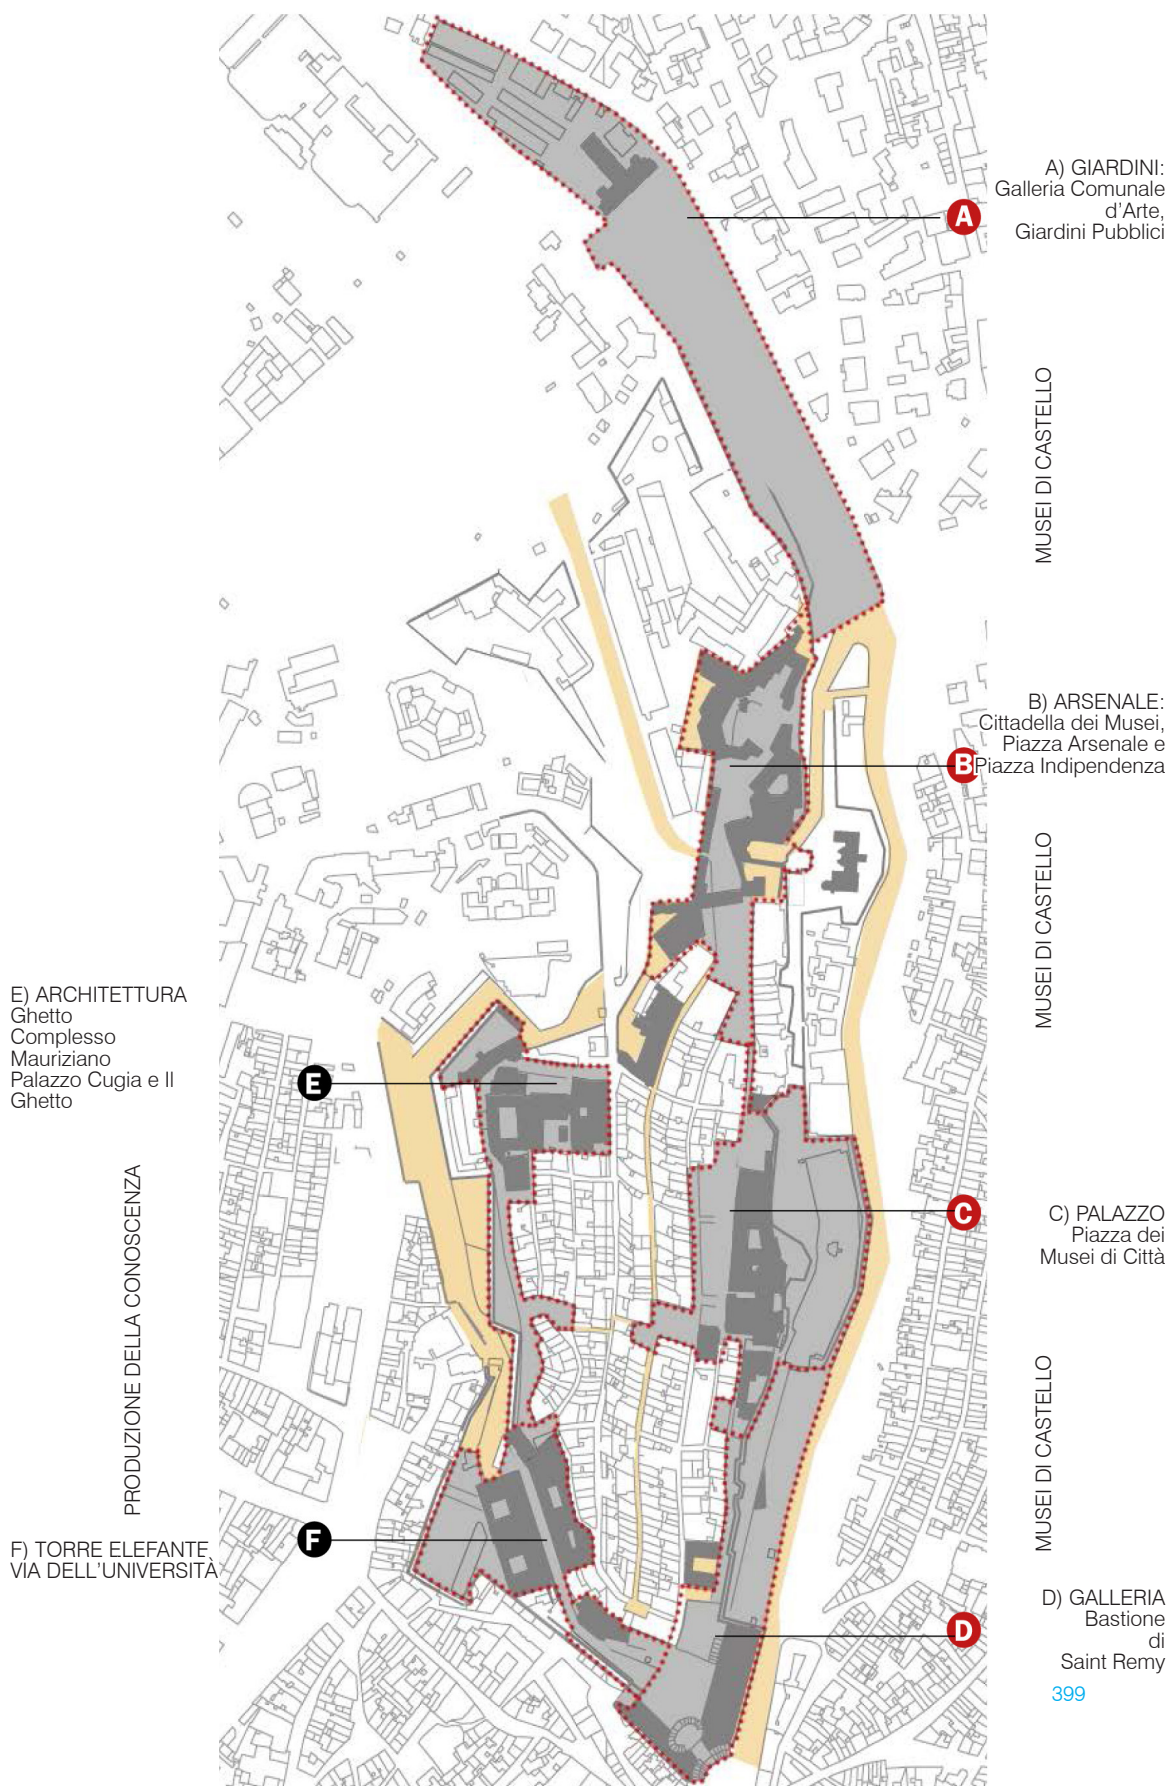 A) GIARDINI:
Galleria Comunale
d'Arte,
Giardini Pubblici
A
MUSEI DI CASTELLO
B) ARSENALE:
Cittadella dei Musei,
Piazza Arsenale e
Piazza Indipendenza
B
MUSEI DI CASTELLO
E) ARCHITETTURA
Ghetto
Complesso
Mauriziano
Palazzo Cugia e Il
Ghetto
E
C
C) PALAZZO
Piazza dei
Musei di Città
PRODUZIONE DELLA CONOSCENZA
MUSEI DI CASTELLO
F) TORRE ELEFANTE
VIA DELL'UNIVERSITÀ
F
D
D) GALLERIA
Bastione
di
Saint Remy
399